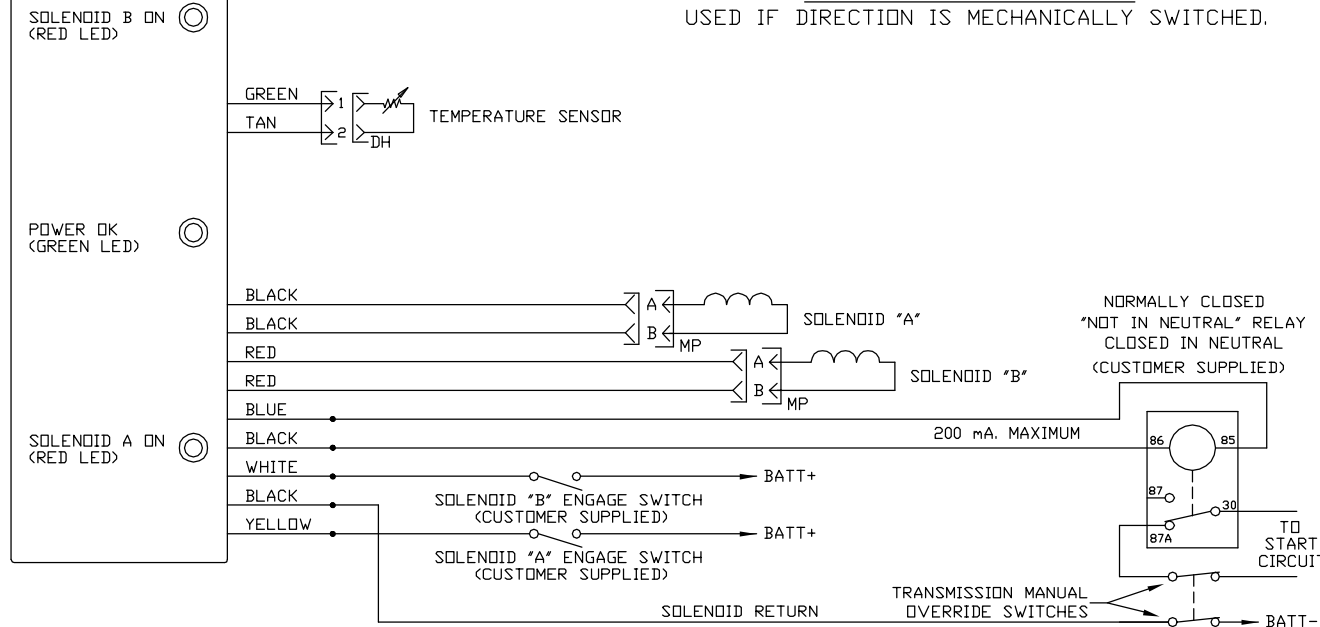 SOLENOID B ON
(RED LED)
USED IF DIRECTION IS MECHANICALLY SWITCHED.
GREEN
1
TAN
2
DH
TEMPERATURE SENSOR
POWER OK
(GREEN LED)
BLACK
A
BLACK
B
MP
SOLENOID "A"
RED
A
RED
B
MP
SOLENOID "B"
NORMALLY CLOSED
"NOT IN NEUTRAL" RELAY
CLOSED IN NEUTRAL
(CUSTOMER SUPPLIED)
BLUE
SOLENOID A ON
(RED LED)
BLACK
200 mA. MAXIMUM
86
85
WHITE
BATT+
SOLENOID "B" ENGAGE SWITCH
(CUSTOMER SUPPLIED)
BLACK
87
30
YELLOW
BATT+
SOLENOID "A" ENGAGE SWITCH
(CUSTOMER SUPPLIED)
87A
TO
START
CIRCUIT
TRANSMISSION MANUAL
OVERRIDE SWITCHES
SOLENOID RETURN
BATT-